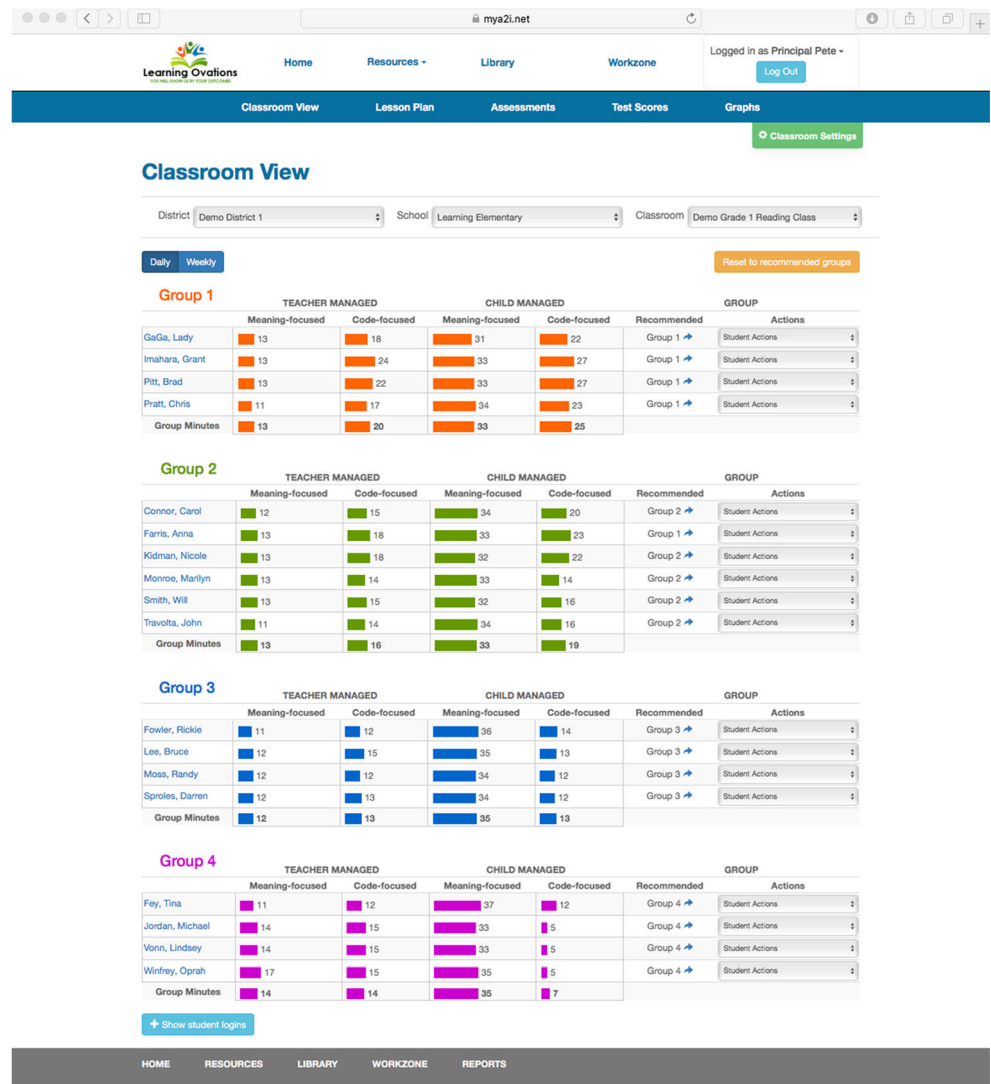 mya2i.net
Learning Ovations
YOU WILL KNOW US BY YOUR OUTCOMES
Home Resources Library Workzone
Logged in as Principal Pete
Log Out
Classroom View Lesson Plan Assessments Test Scores Graphs
Classroom Settings
Classroom View
District Demo District 1 School Learning Elementary Classroom Demo Grade 1 Reading Class
Daily Weekly Reset to recommended groups
Group 1 TEACHER MANAGED CHILD MANAGED GROUP
Meaning-focused Code-focused Meaning-focused Code-focused Recommended Actions
GaGa, Lady 13 18 31 22 Group 1 Student Actions
Imahara, Grant 13 24 33 27 Group 1 Student Actions
Pitt, Brad 13 22 33 27 Group 1 Student Actions
Pratt, Chris 11 17 34 23 Group 1 Student Actions
Group Minutes 13 20 33 25
Group 2 TEACHER MANAGED CHILD MANAGED GROUP
Meaning-focused Code-focused Meaning-focused Code-focused Recommended Actions
Connor, Carol 12 15 34 20 Group 2 Student Actions
Farris, Anna 13 18 33 23 Group 1 Student Actions
Kidman, Nicole 13 18 32 22 Group 2 Student Actions
Monroe, Marilyn 13 14 33 14 Group 2 Student Actions
Smith, Will 13 15 32 16 Group 2 Student Actions
Travolta, John 11 14 34 16 Group 2 Student Actions
Group Minutes 13 16 33 19
Group 3 TEACHER MANAGED CHILD MANAGED GROUP
Meaning-focused Code-focused Meaning-focused Code-focused Recommended Actions
Fowler, Rickie 11 12 36 14 Group 3 Student Actions
Lee, Bruce 12 15 35 13 Group 3 Student Actions
Moss, Randy 12 12 34 12 Group 3 Student Actions
Sproles, Darren 12 13 34 12 Group 3 Student Actions
Group Minutes 12 13 35 13
Group 4 TEACHER MANAGED CHILD MANAGED GROUP
Meaning-focused Code-focused Meaning-focused Code-focused Recommended Actions
Fey, Tina 11 12 37 12 Group 4 Student Actions
Jordan, Michael 14 15 33 5 Group 4 Student Actions
Vonn, Lindsey 14 15 33 5 Group 4 Student Actions
Winfrey, Oprah 17 15 35 5 Group 4 Student Actions
Group Minutes 14 14 35 7
+ Show student logins
HOME RESOURCES LIBRARY WORKZONE REPORTS